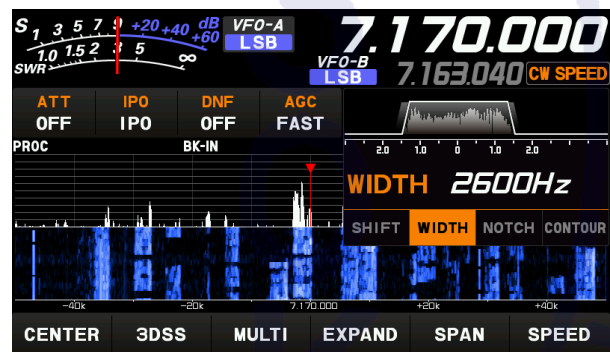 S 1 3 5 7 9 +20 +40 +60 dB
VFO-A
LSB
7.170.000
1.0 1.5 2 3 5 ∞
SWR
VFO-B
LSB
7.163.040
CW SPEED
ATT IPO DNF AGC
OFF IPO OFF FAST
PROC BK-IN
2.0 1.0 0 1.0 2.0
WIDTH 2600Hz
SHIFT WIDTH NOTCH CONTOUR
-40k -20k 7.170.000 +20k +40k
CENTER 3DSS MULTI EXPAND SPAN SPEED